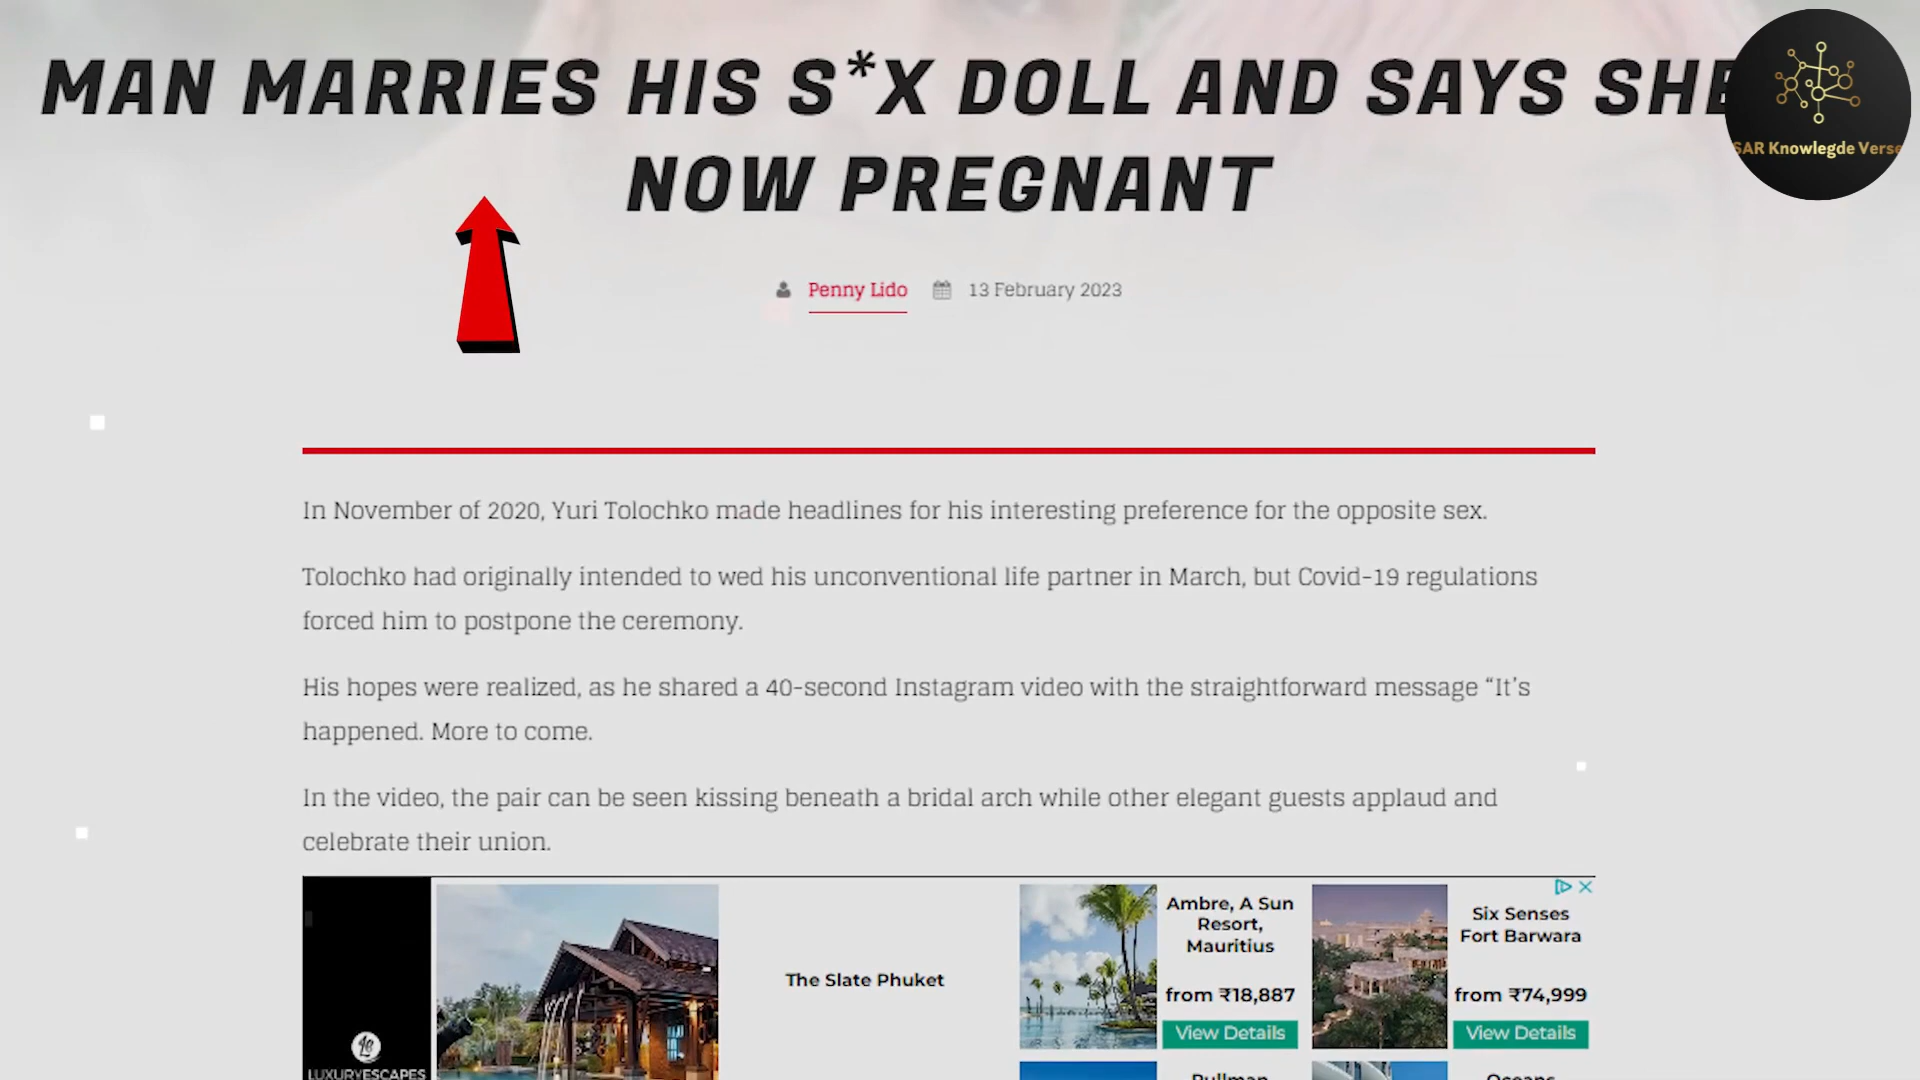 MAN MARRIES HIS S*X DOLL AND SAYS SHE
NOW PREGNANT
SAR Knowlegde Verse
Penny Lido 13 February 2023
In November of 2020, Yuri Tolochko made headlines for his interesting preference for the opposite sex.
Tolochko had originally intended to wed his unconventional life partner in March, but Covid-19 regulations
forced him to postpone the ceremony.
His hopes were realized, as he shared a 40-second Instagram video with the straightforward message “It’s
happened. More to come.
In the video, the pair can be seen kissing beneath a bridal arch while other elegant guests applaud and
celebrate their union.
LE
LUXURYESCAPES
The Slate Phuket
Ambre, A Sun
Resort,
Mauritius
from ₹18,887
View Details
Six Senses
Fort Barwara
from ₹74,999
View Details
Pullman
Oceans